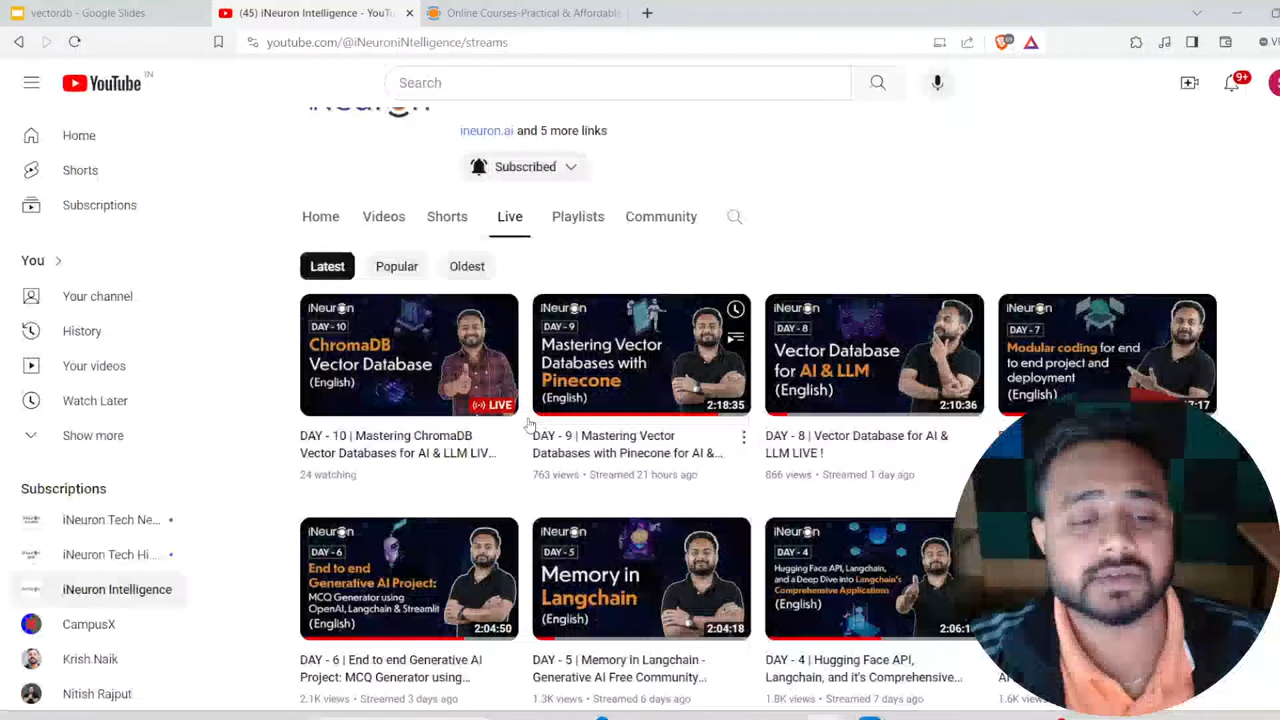 vectordb - Google Slides
(45) iNeuron Intelligence - YouTu
Online Courses-Practical & Affordable
youtube.com/@iNeuroniNtelligence/streams
YouTube IN
Search
9+
iNeuron
ineuron.ai and 5 more links
Subscribed
Home
Shorts
Subscriptions
You
Your channel
History
Your videos
Watch Later
Show more
Subscriptions
iNeuron Tech Ne...
iNeuron Tech Hi...
iNeuron Intelligence
CampusX
Krish Naik
Nitish Rajput
Home Videos Shorts Live Playlists Community
Latest Popular Oldest
iNeuron
DAY - 10
ChromaDB
Vector Database
(English)
LIVE
DAY - 10 | Mastering ChromaDB
Vector Databases for AI & LLM LIV...
24 watching
iNeuron
DAY - 9
Mastering Vector
Databases with
Pinecone
(English)
2:18:35
DAY - 9 | Mastering Vector
Databases with Pinecone for AI &...
763 views • Streamed 21 hours ago
iNeuron
DAY - 8
Vector Database
for AI & LLM
(English)
2:10:36
DAY - 8 | Vector Database for AI &
LLM LIVE !
866 views • Streamed 1 day ago
iNeuron
DAY - 7
Modular coding for end
to end project and
deployment
(English)
iNeuron
DAY - 6
End to end
Generative AI Project:
MCQ Generator using
OpenAI, Langchain & Streamlit
(English)
2:04:50
DAY - 6 | End to end Generative AI
Project: MCQ Generator using...
2.1K views • Streamed 3 days ago
iNeuron
DAY - 5
Memory in
Langchain
(English)
2:04:18
DAY - 5 | Memory in Langchain -
Generative AI Free Community...
1.3K views • Streamed 6 days ago
iNeuron
DAY - 4
Hugging Face API,
Langchain, and a Deep Dive into Langchain's
Comprehensive Applications
(English)
DAY - 4 | Hugging Face API,
Langchain, and it's Comprehensive...
1.8K views • Streamed 7 days ago
1.6K views